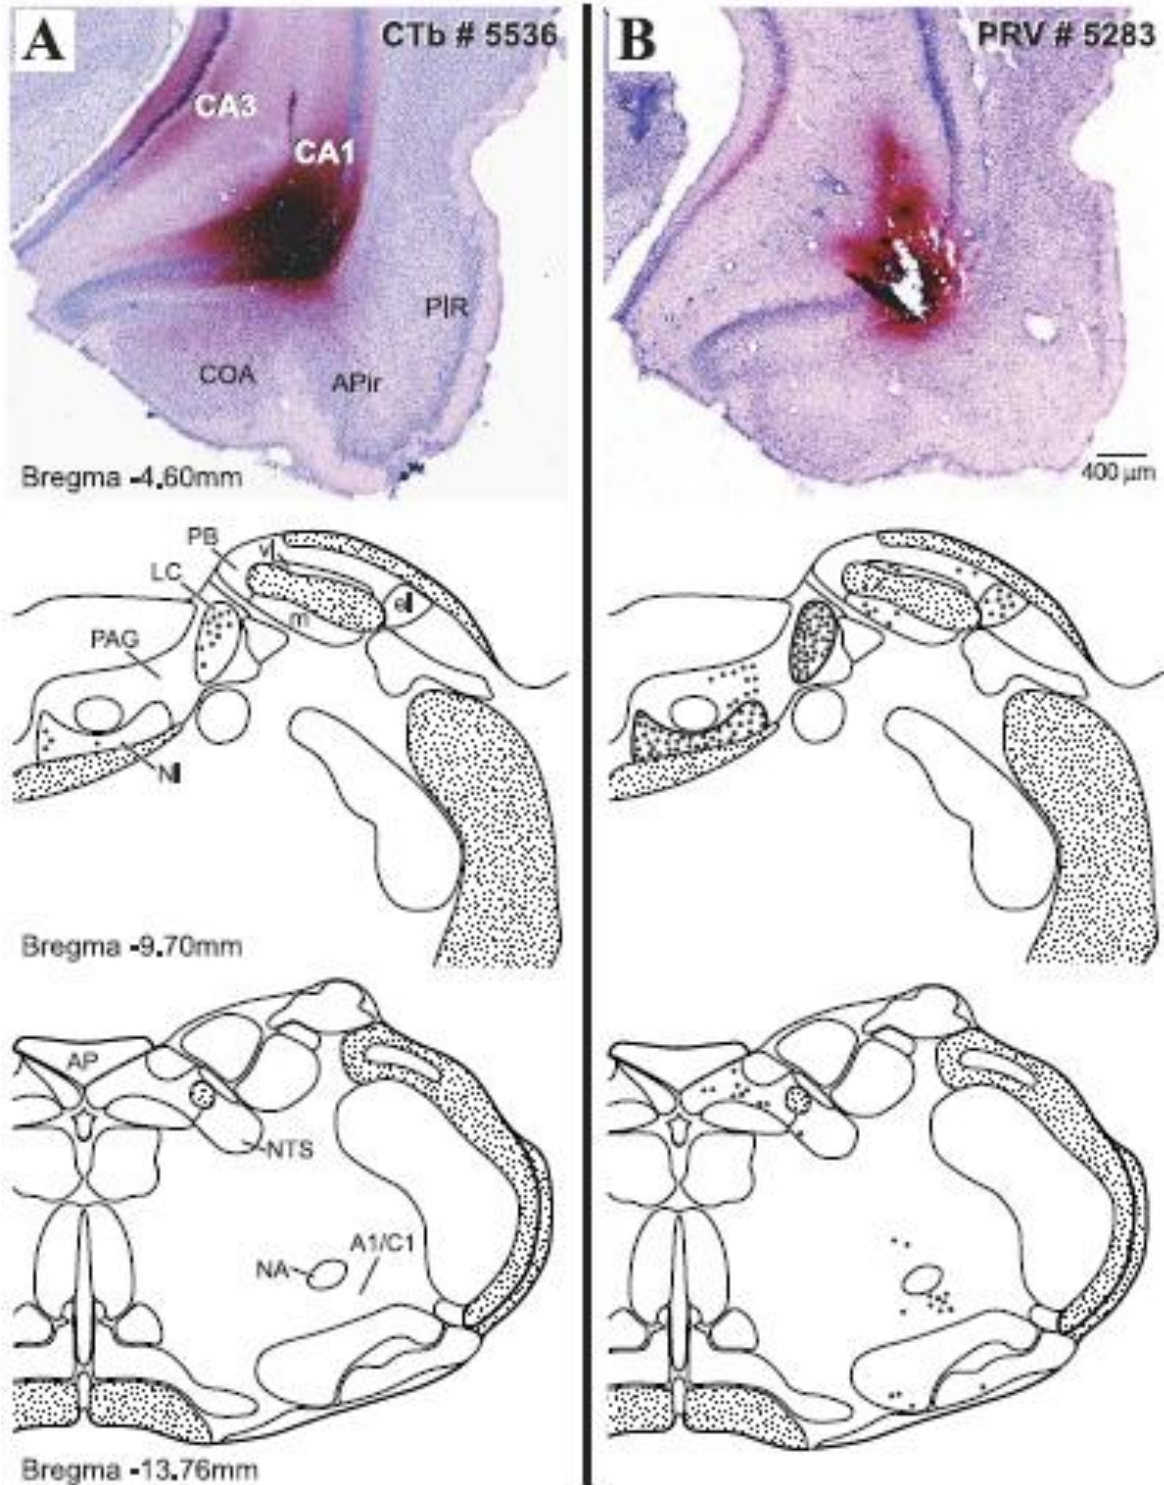 A
CTb # 5536
CA3
CA1
PIR
COA
APir
Bregma -4.60mm
B
PRV # 5283
400 µm
PB
vl
LC
el
m
PAG
NI
Bregma -9.70mm
AP
NTS
A1/C1
NA
Bregma -13.76mm